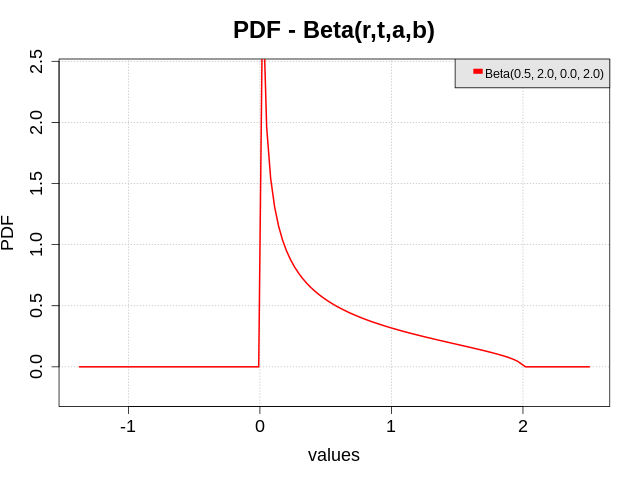 PDF - Beta(r,t,a,b)
Beta(0.5, 2.0, 0.0, 2.0)
PDF
2.5
2.0
1.5
1.0
0.5
0.0
-1 0 1 2
values